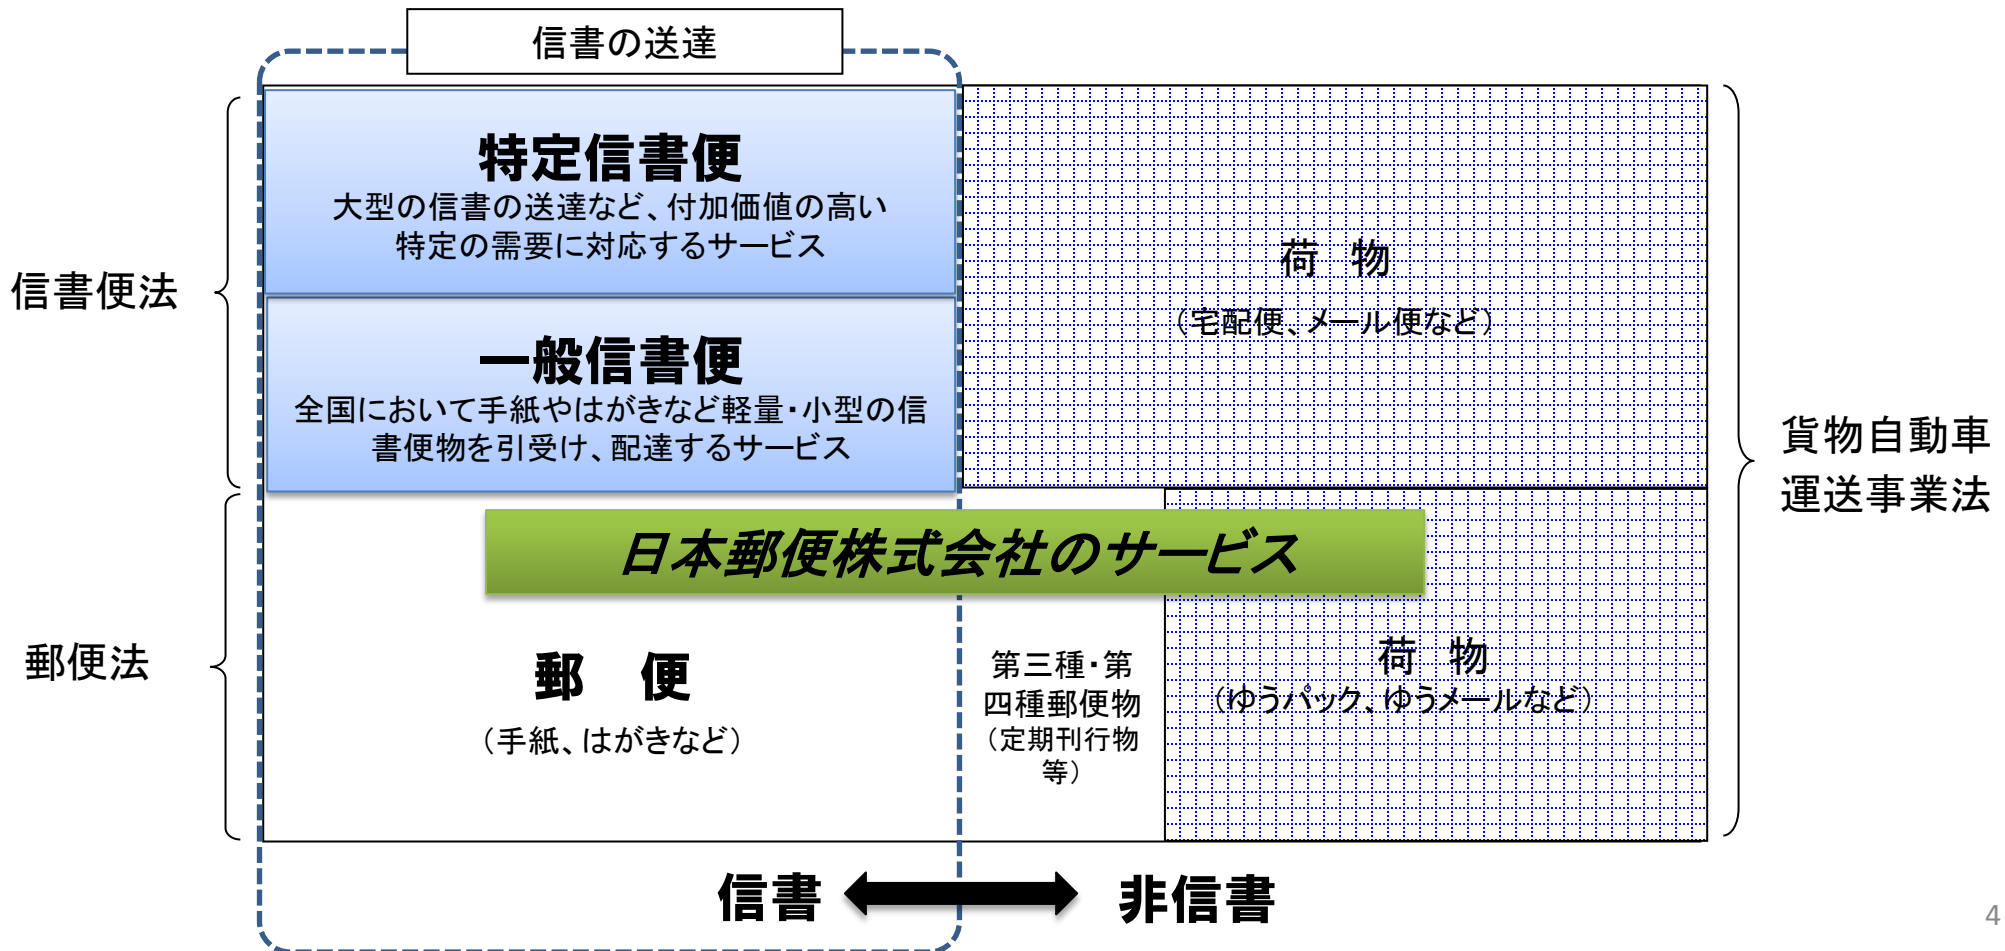 信書の送達
特定信書便
大型の信書の送達など、付加価値の高い
特定の需要に対応するサービス
信書便法
一般信書便
全国において手紙やはがきなど軽量・小型の信
書便物を引受け、配達するサービス
荷　物
（宅配便、メール便など）
貨物自動車
運送事業法
日本郵便株式会社のサービス
郵便法
郵　便
（手紙、はがきなど）
第三種・第
四種郵便物
（定期刊行物
等）
荷　物
（ゆうパック、ゆうメールなど）
信書
非信書
4